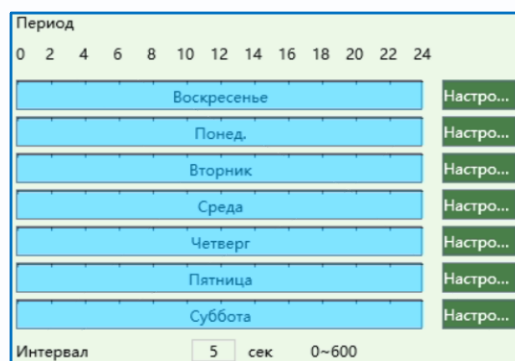 Период
0 2 4 6 8 10 12 14 16 18 20 22 24
Воскресенье Настро...
Понед. Настро...
Вторник Настро...
Среда Настро...
Четверг Настро...
Пятница Настро...
Суббота Настро...
Интервал 5 сек 0~600